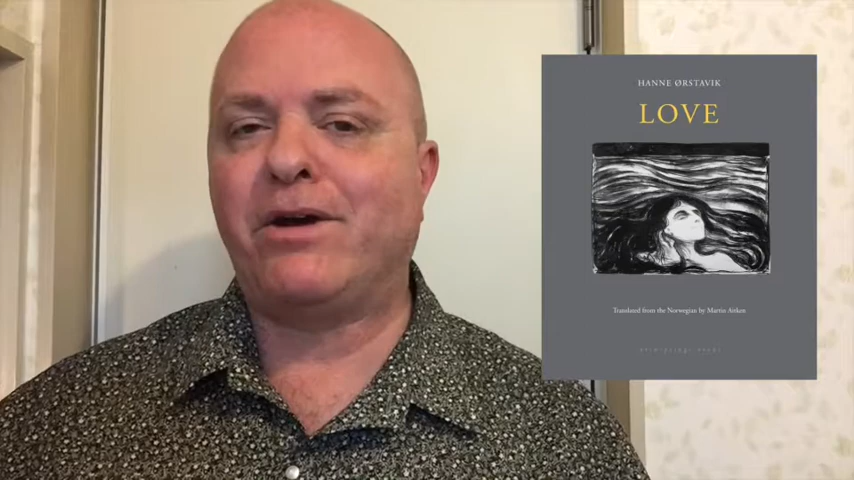 HANNE ØRSTAVIK
LOVE
Translated from the Norwegian by Martin Aitken